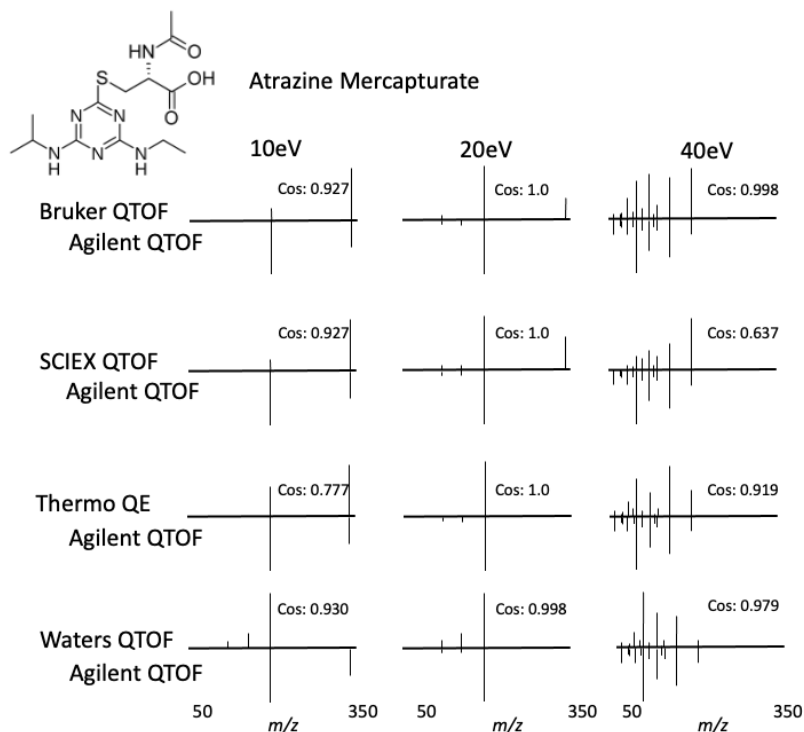 HN
O
S
OH
O
N
N
N
N
H
N
H
Atrazine Mercapturate
10eV
20eV
40eV
Bruker QTOF
Agilent QTOF
Cos: 0.927
Cos: 1.0
Cos: 0.998
SCIEX QTOF
Agilent QTOF
Cos: 0.927
Cos: 1.0
Cos: 0.637
Thermo QE
Agilent QTOF
Cos: 0.777
Cos: 1.0
Cos: 0.919
Waters QTOF
Agilent QTOF
Cos: 0.930
Cos: 0.998
Cos: 0.979
50
m/z
350
50
m/z
350
50
m/z
350